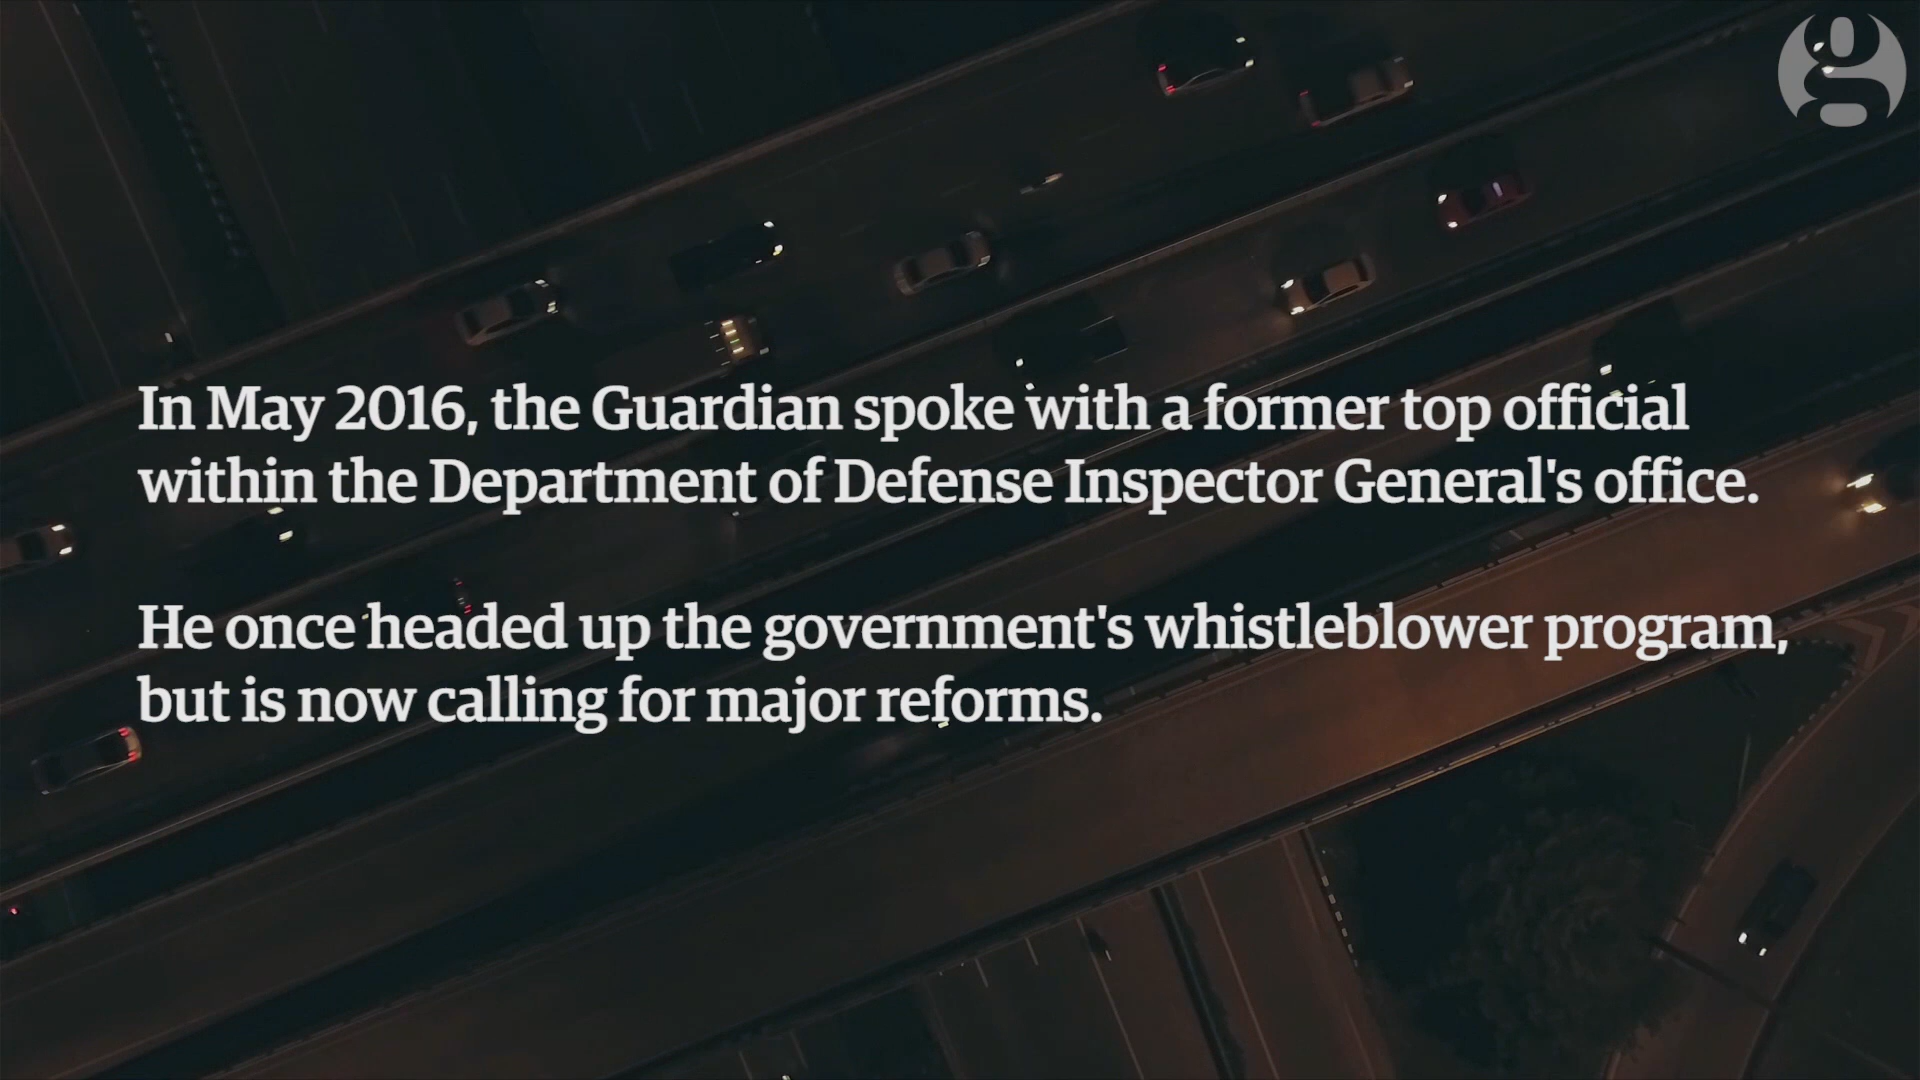 In May 2016, the Guardian spoke with a former top official
within the Department of Defense Inspector General's office.
He once headed up the government's whistleblower program,
but is now calling for major reforms.